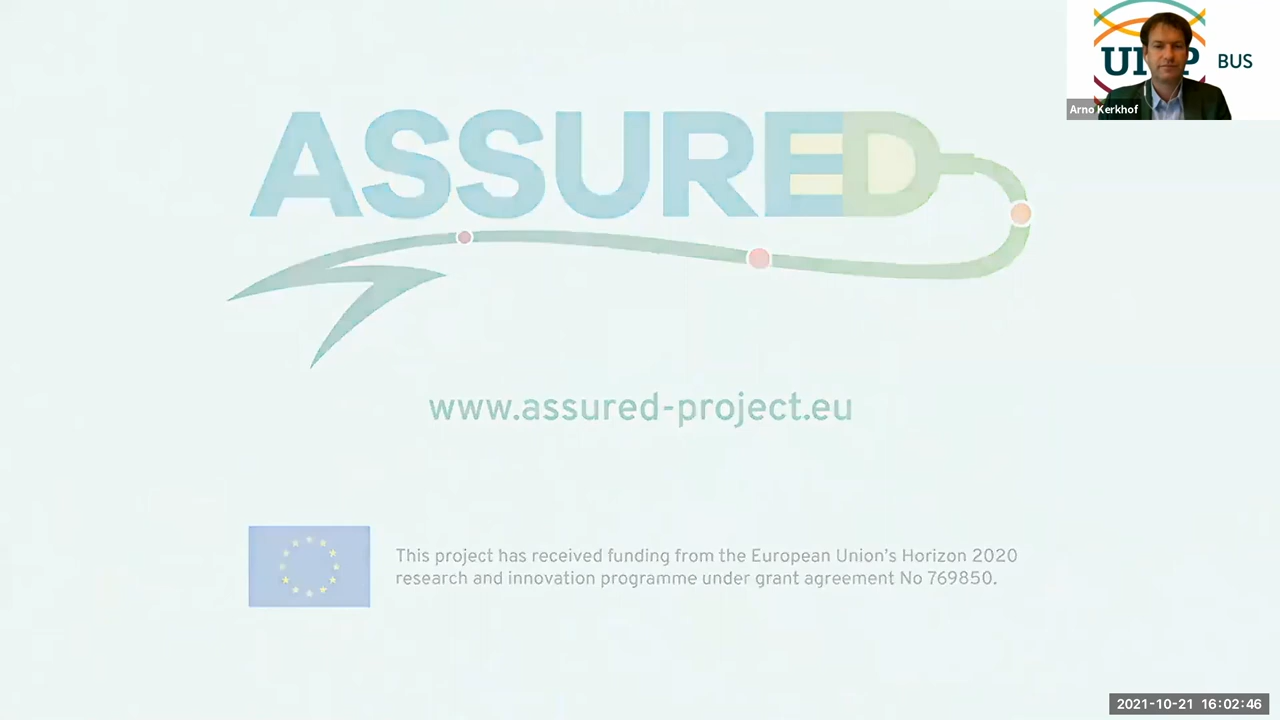 BUS
Arno Kerkhof
ASSURED
www.assured-project.eu
This project has received funding from the European Union's Horizon 2020
research and innovation programme under grant agreement No 769850.
2021-10-21 16:02:46